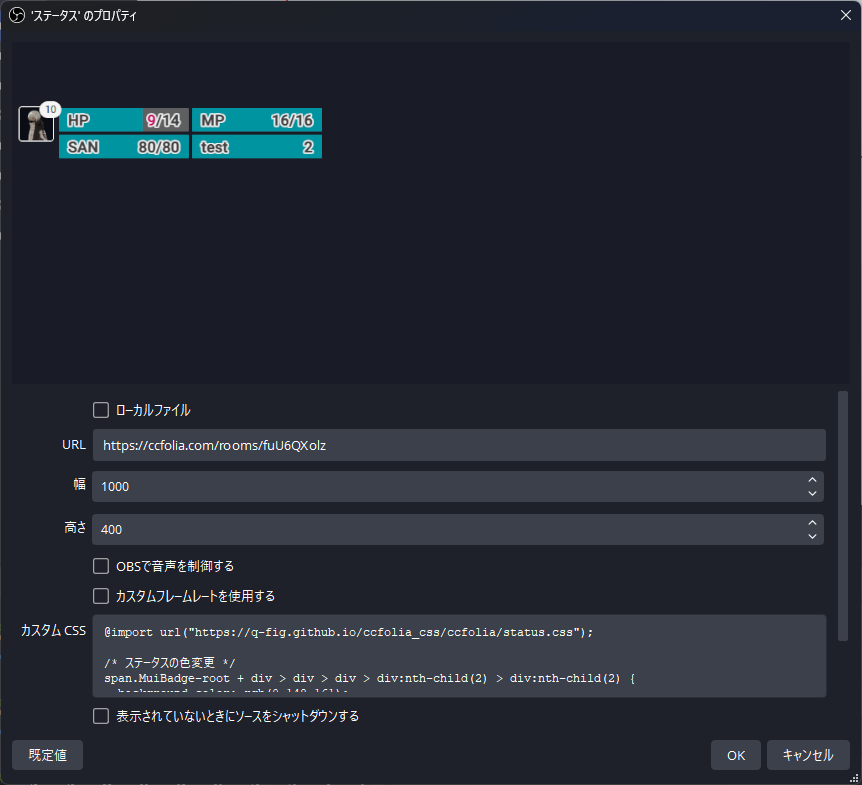 'ステータス' のプロパティ
10
HP 9/14 MP 16/16
SAN 80/80 test 2
ローカルファイル
URL https://ccfolia.com/rooms/fuU6QXolz
幅 1000
高さ 400
OBSで音声を制御する
カスタムフレームレートを使用する
カスタム CSS @import url("https://q-fig.github.io/ccfolia_css/ccfolia/status.css");
/* ステータスの色変更 */
span.MuiBadge-root + div > div > div > div:nth-child(2) > div:nth-child(2) {
表示されていないときにソースをシャットダウンする
既定値 OK キャンセル